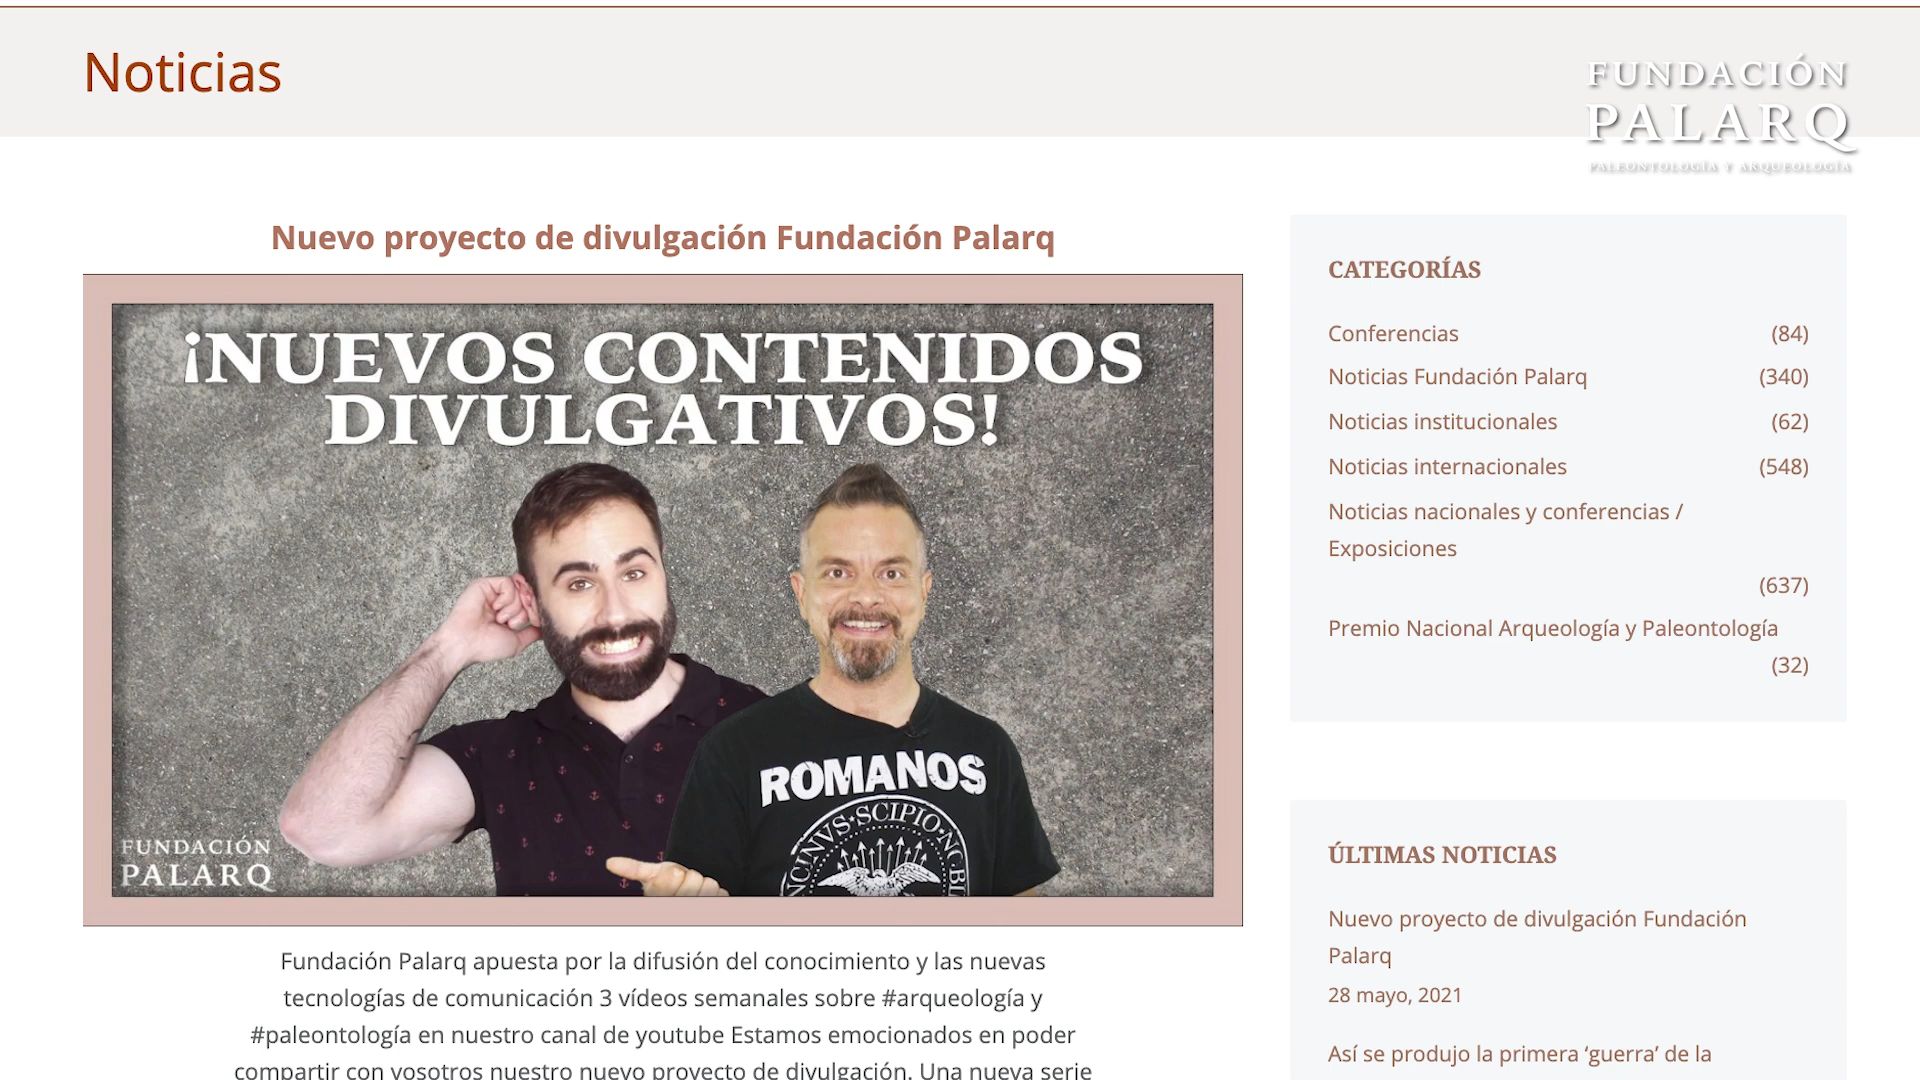 Noticias
FUNDACIÓN
PALARQ
PALEONTOLOGÍA Y ARQUEOLOGÍA
Nuevo proyecto de divulgación Fundación Palarq
¡NUEVOS CONTENIDOS
DIVULGATIVOS!
ROMANOS
SCIPIO
FUNDACIÓN
PALARQ
Fundación Palarq apuesta por la difusión del conocimiento y las nuevas
tecnologías de comunicación 3 vídeos semanales sobre #arqueología y
#paleontología en nuestro canal de youtube Estamos emocionados en poder
compartir con vosotros nuestro nuevo proyecto de divulgación. Una nueva serie
CATEGORÍAS
Conferencias (84)
Noticias Fundación Palarq (340)
Noticias institucionales (62)
Noticias internacionales (548)
Noticias nacionales y conferencias /
Exposiciones
(637)
Premio Nacional Arqueología y Paleontología
(32)
ÚLTIMAS NOTICIAS
Nuevo proyecto de divulgación Fundación
Palarq
28 mayo, 2021
Así se produjo la primera ‘guerra’ de la